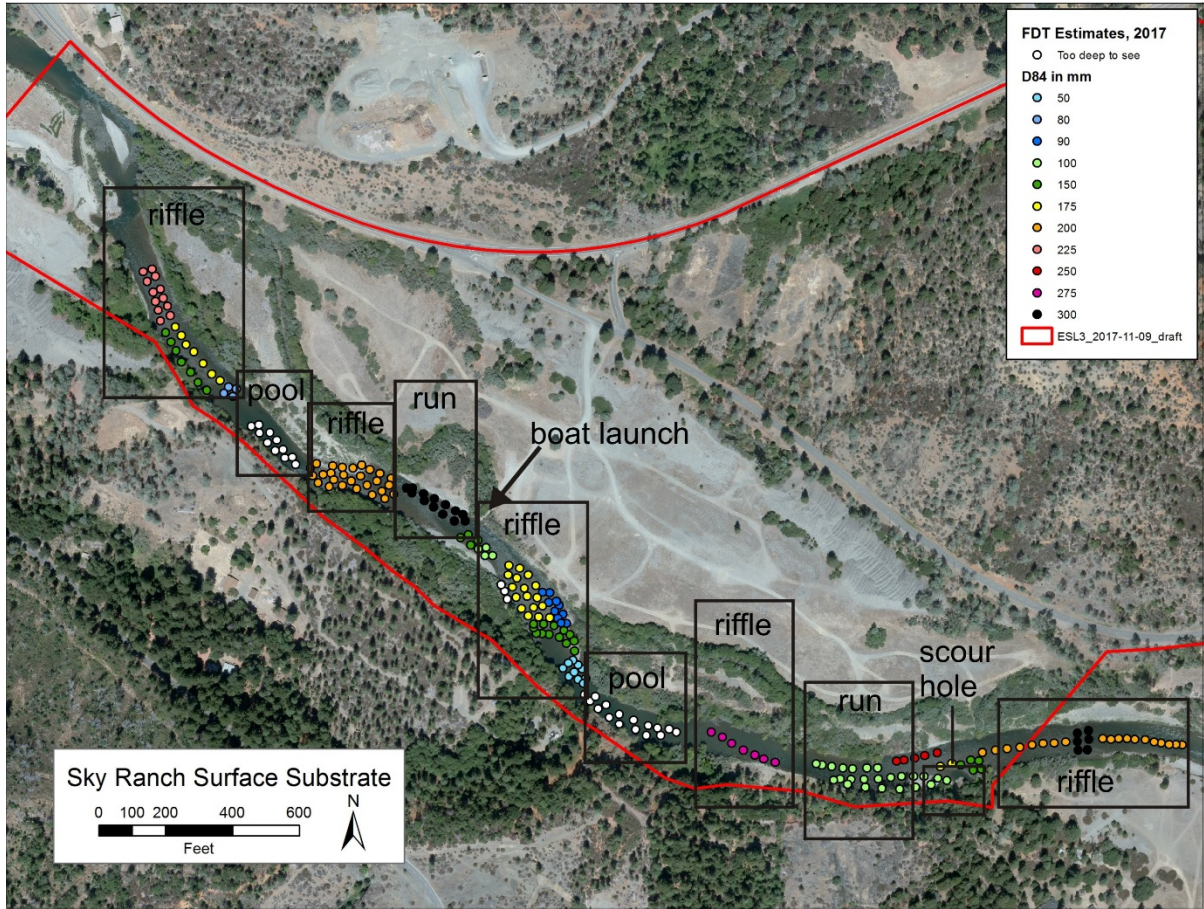 FDT Estimates, 2017
Too deep to see
D84 in mm
50
80
90
100
150
175
200
225
250
275
300
ESL3_2017-11-09_draft
riffle
pool
riffle
run
boat launch
riffle
riffle
pool
run
scour
hole
riffle
Sky Ranch Surface Substrate
0 100 200 400 600
Feet
N